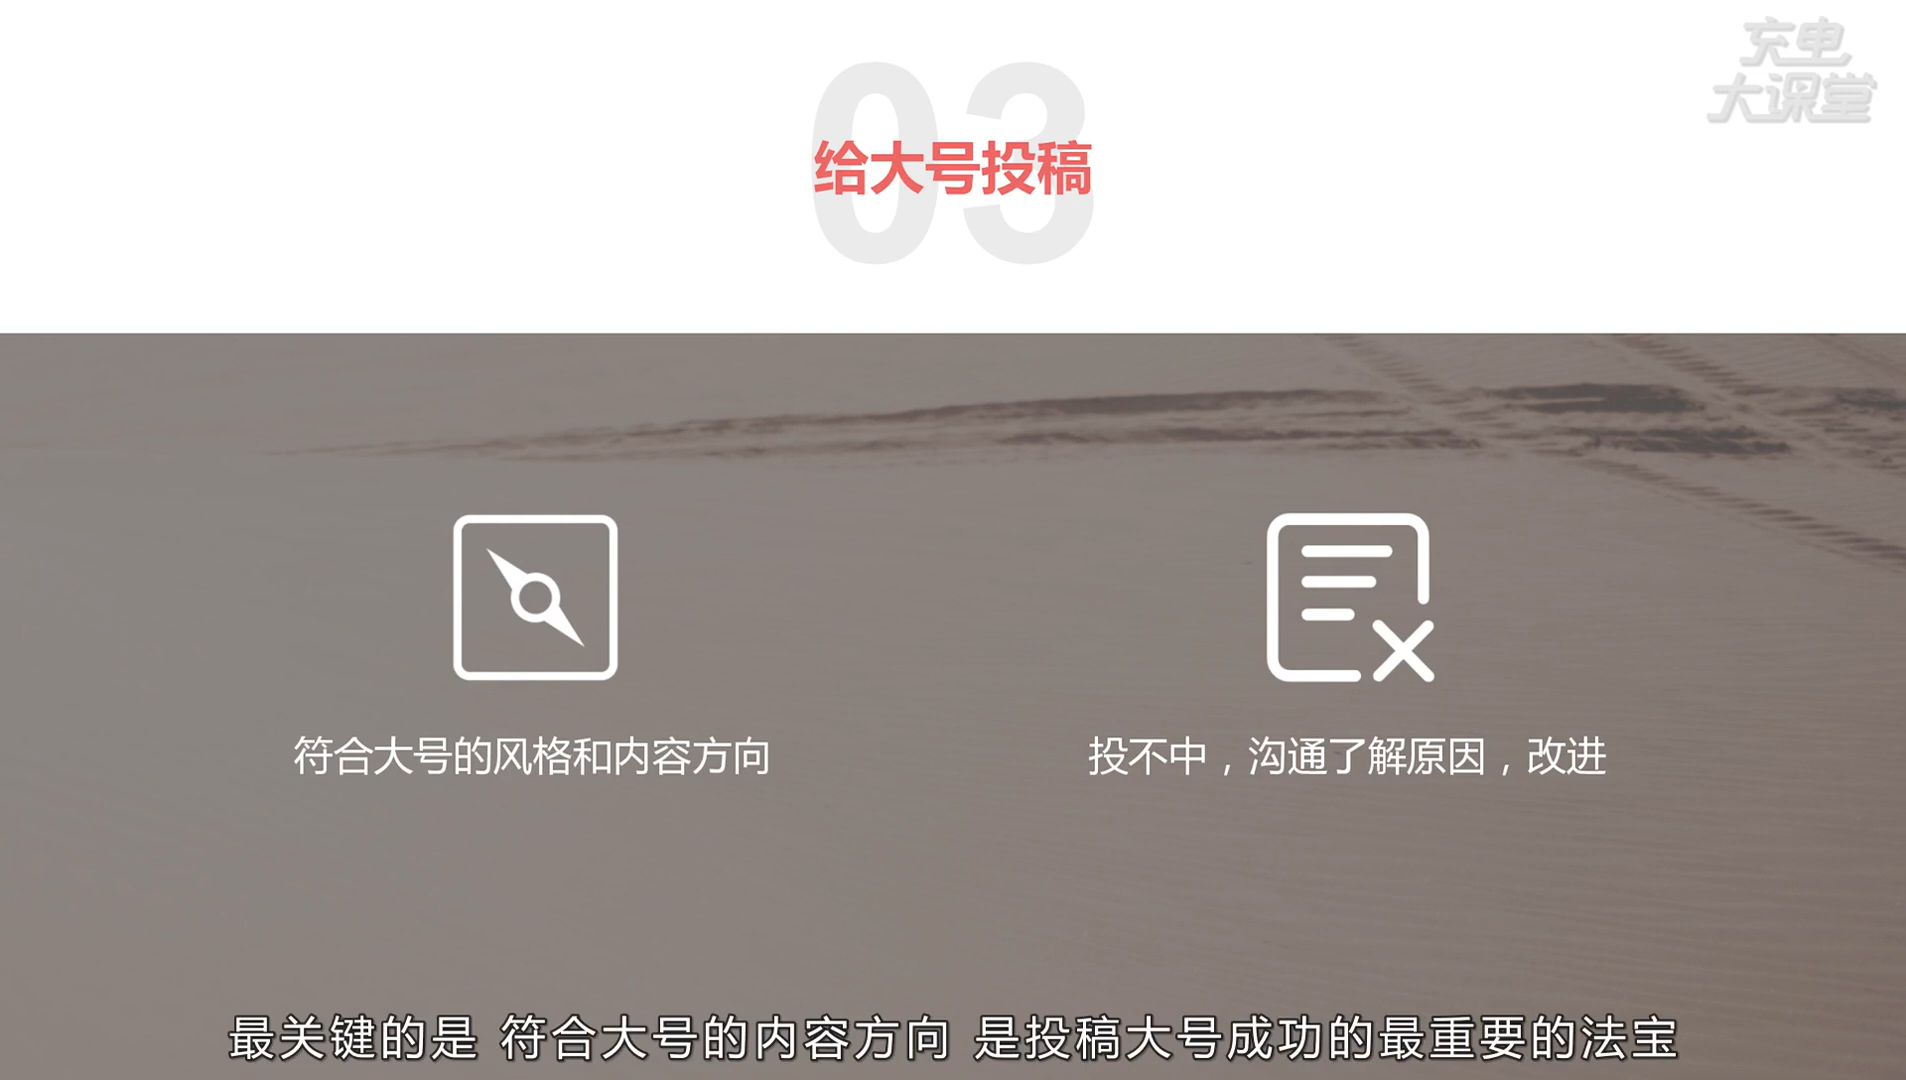 充电
大课堂
03
给大号投稿
符合大号的风格和内容方向
投不中，沟通了解原因，改进
最关键的是 符合大号的内容方向 是投稿大号成功的最重要的法宝